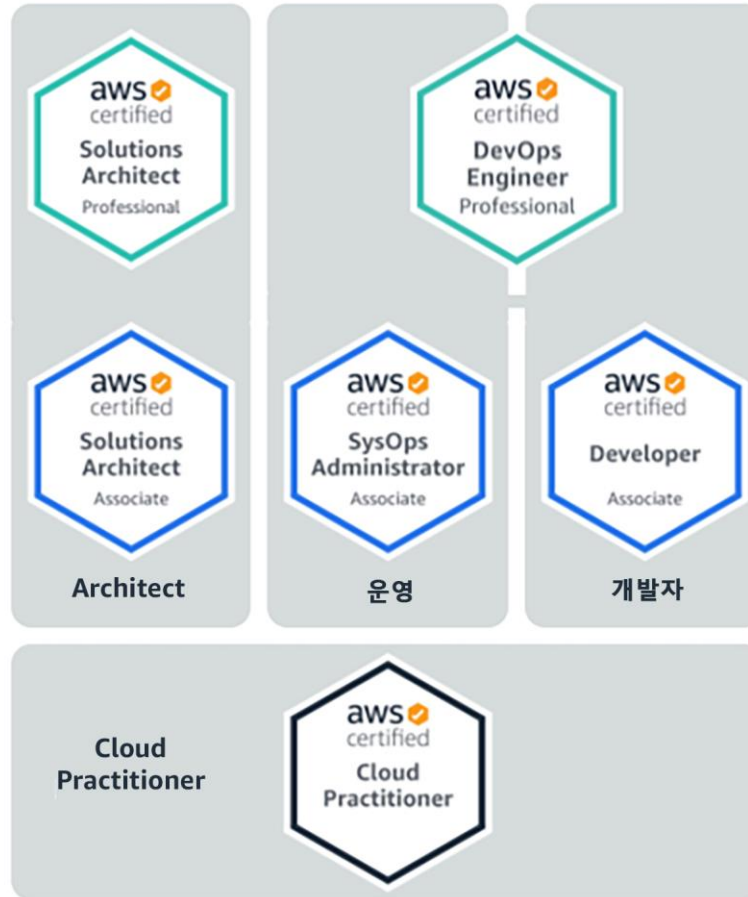 aws
certified
Solutions
Architect
Professional
aws
certified
DevOps
Engineer
Professional
aws
certified
Solutions
Architect
Associate
aws
certified
SysOps
Administrator
Associate
aws
certified
Developer
Associate
Architect
운영
개발자
Cloud
Practitioner
aws
certified
Cloud
Practitioner